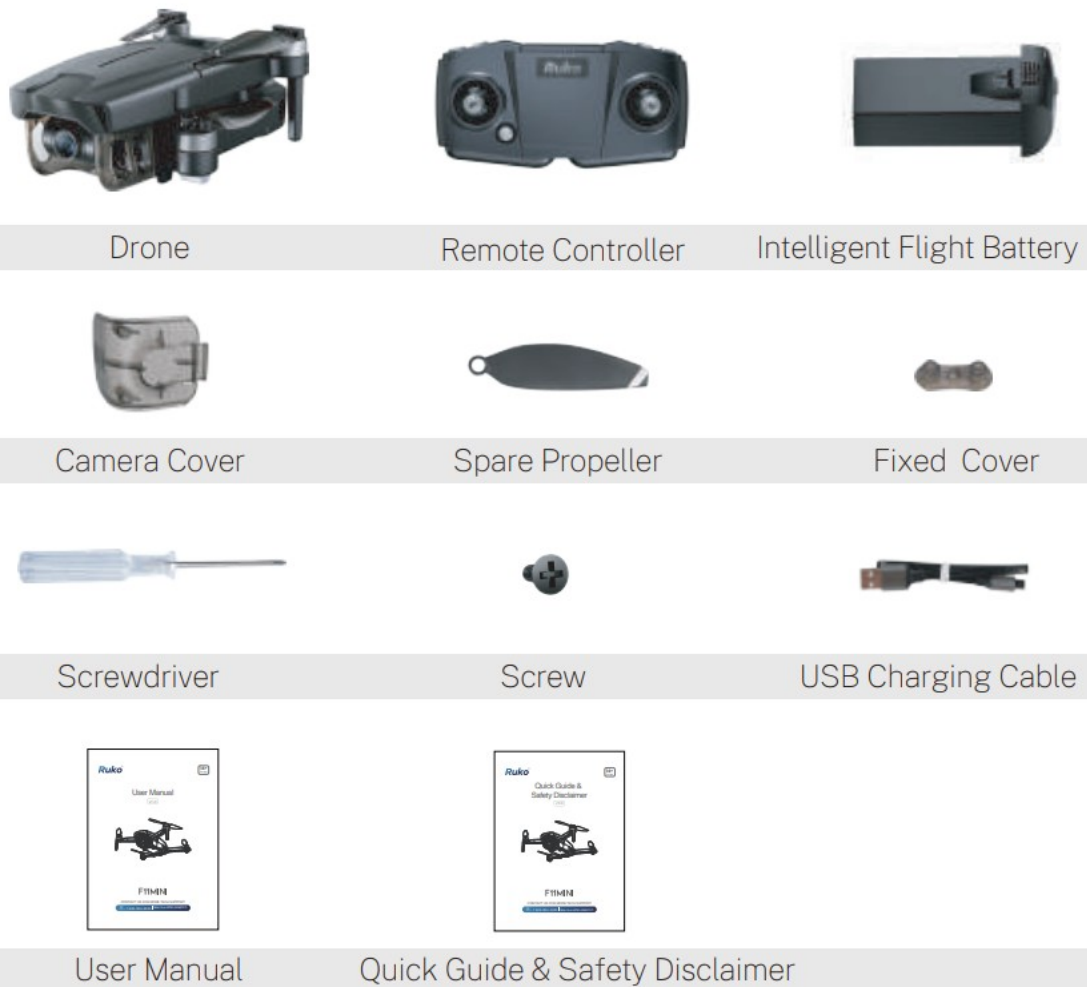 Ruko
Drone
Remote Controller
Intelligent Flight Battery
Camera Cover
Spare Propeller
Fixed Cover
Screwdriver
Screw
USB Charging Cable
Ruko
User Manual
F11MINI
Ruko
Quick Guide &
Safety Disclaimer
F11MINI
User Manual
Quick Guide & Safety Disclaimer